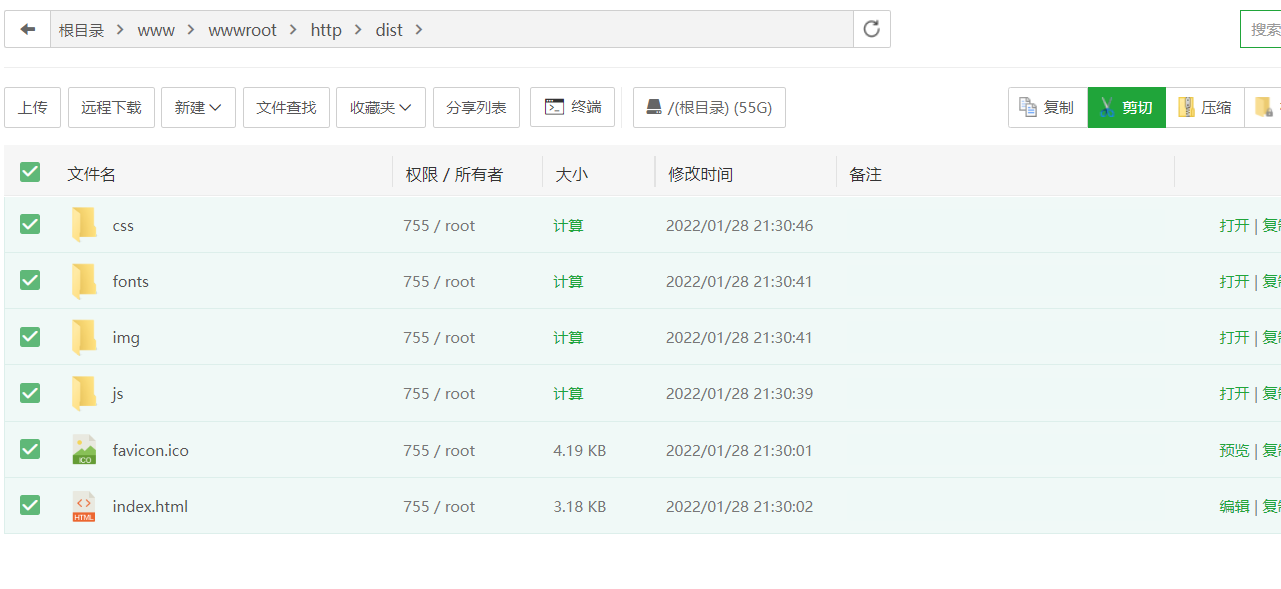 根目录 www wwwroot http dist 搜索
上传 远程下载 新建 文件查找 收藏夹 分享列表 终端 /(根目录) (55G) 复制 剪切 压缩
文件名 权限 / 所有者 大小 修改时间 备注
css 755 / root 计算 2022/01/28 21:30:46 打开 | 复制
fonts 755 / root 计算 2022/01/28 21:30:41 打开 | 复制
img 755 / root 计算 2022/01/28 21:30:41 打开 | 复制
js 755 / root 计算 2022/01/28 21:30:39 打开 | 复制
ICO favicon.ico 755 / root 4.19 KB 2022/01/28 21:30:01 预览 | 复制
HTML index.html 755 / root 3.18 KB 2022/01/28 21:30:02 编辑 | 复制